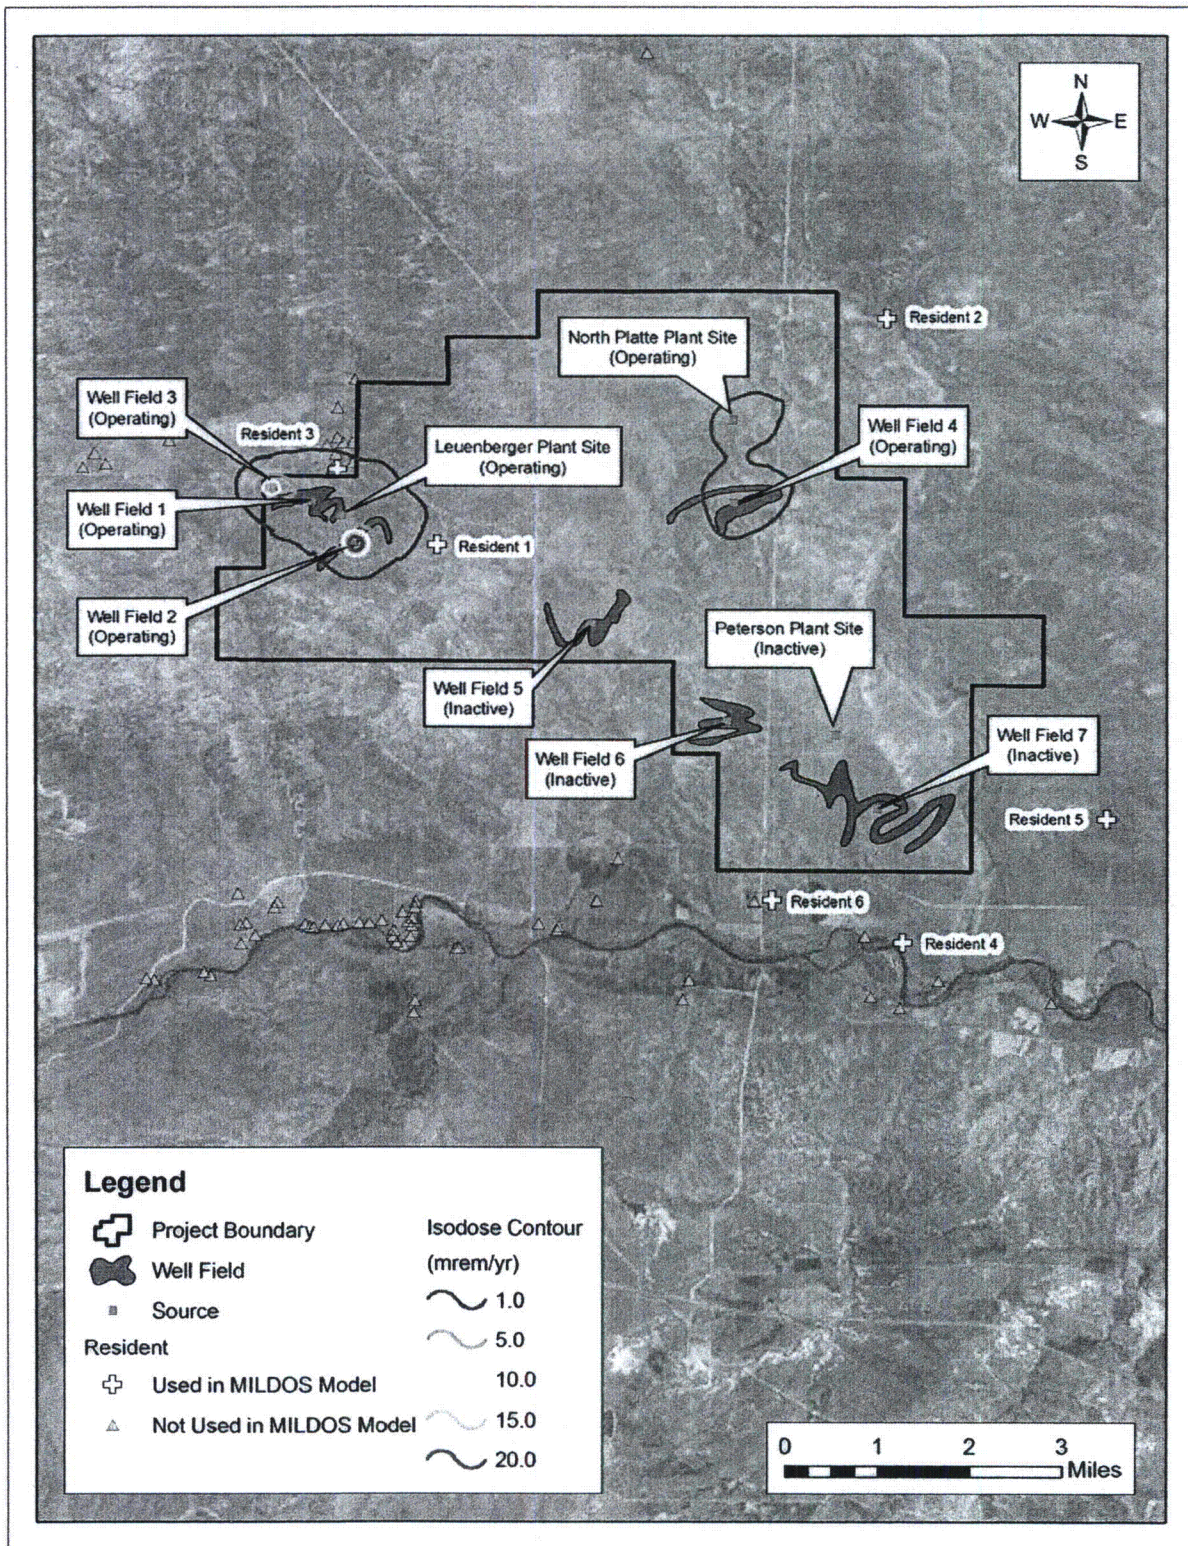 N
W E
S
Resident 2
North Platte Plant Site
(Operating)
Well Field 3
(Operating)
Resident 3
Leuenberger Plant Site
(Operating)
Well Field 4
(Operating)
Well Field 1
(Operating)
Resident 1
Well Field 2
(Operating)
Peterson Plant Site
(Inactive)
Well Field 5
(Inactive)
Well Field 6
(Inactive)
Well Field 7
(Inactive)
Resident 5
Resident 6
Resident 4
Legend
Project Boundary
Well Field
Source
Resident
Used in MILDOS Model
Not Used in MILDOS Model
Isodose Contour
(mrem/yr)
1.0
5.0
10.0
15.0
20.0
0 1 2 3
Miles